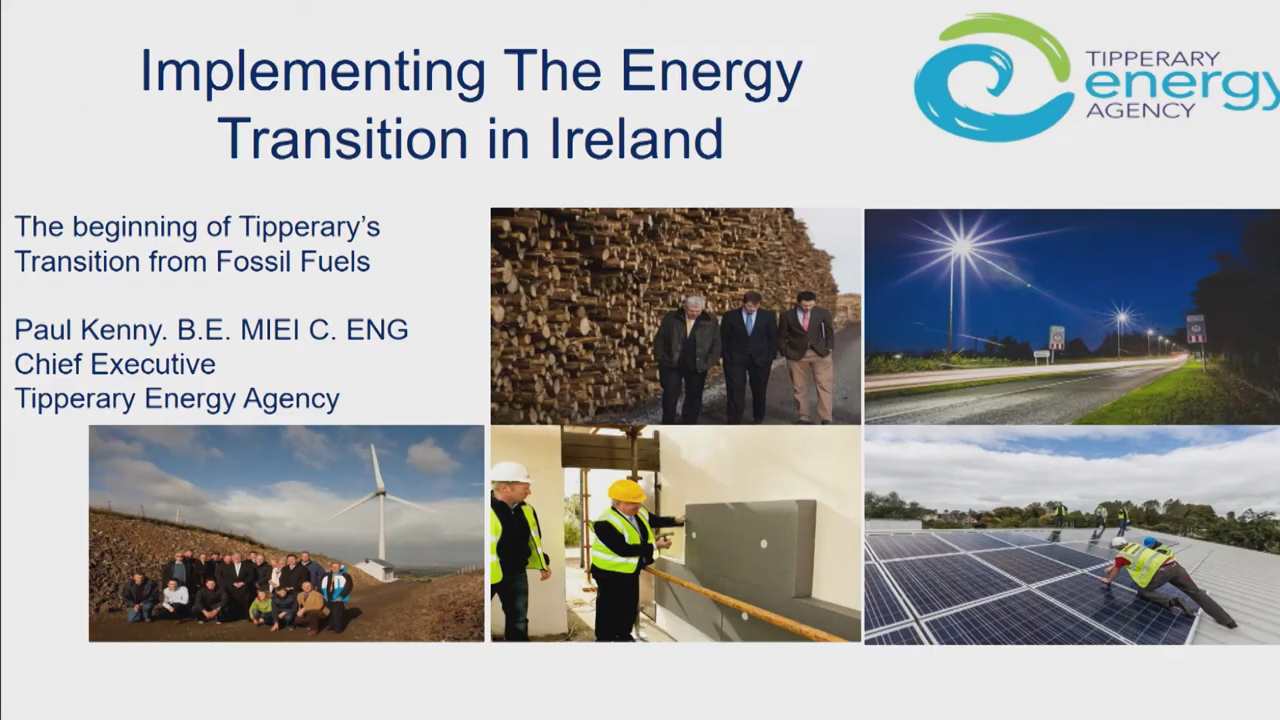 Implementing The Energy
Transition in Ireland
TIPPERARY
energy
AGENCY
The beginning of Tipperary’s
Transition from Fossil Fuels
Paul Kenny. B.E. MIEI C. ENG
Chief Executive
Tipperary Energy Agency